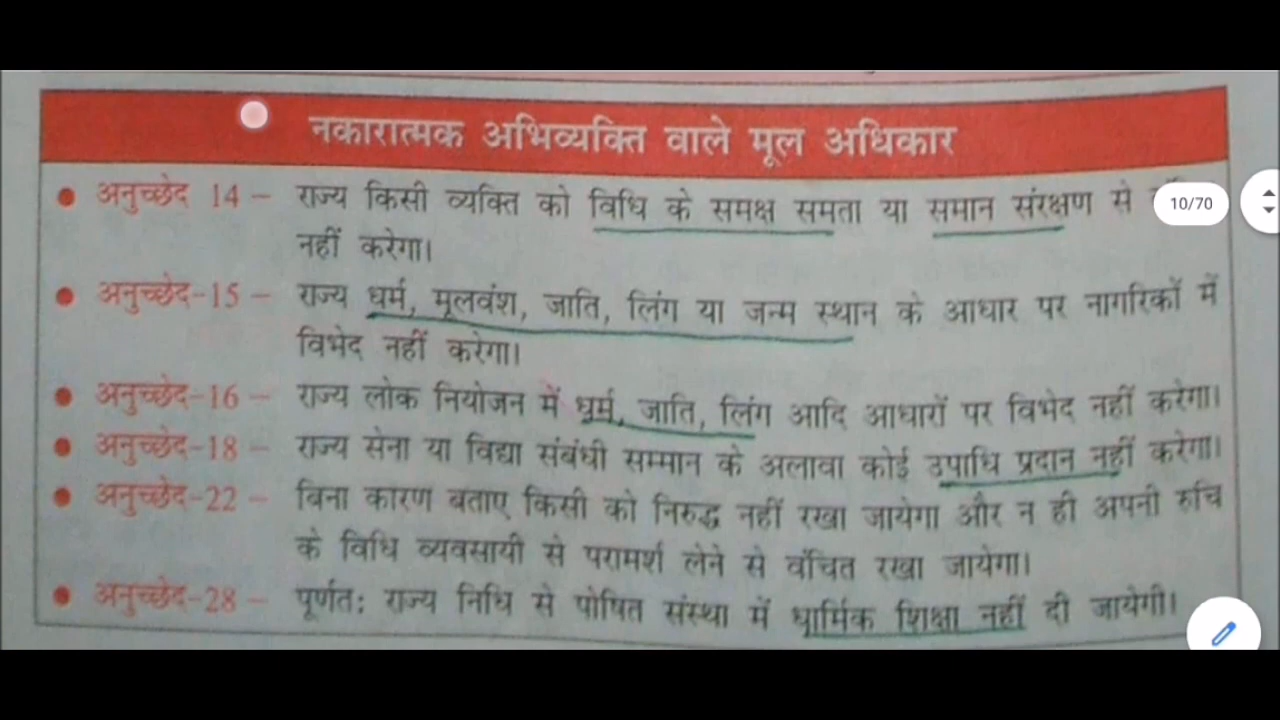 नकारात्मक अभिव्यक्ति वाले मूल अधिकार
• अनुच्छेद 14 – राज्य किसी व्यक्ति को विधि के समक्ष समता या समान संरक्षण से
नहीं करेगा।
• अनुच्छेद-15 – राज्य धर्म, मूलवंश, जाति, लिंग या जन्म स्थान के आधार पर नागरिकों में
विभेद नहीं करेगा।
• अनुच्छेद-16 – राज्य लोक नियोजन में धर्म, जाति, लिंग आदि आधारों पर विभेद नहीं करेगा।
• अनुच्छेद-18 – राज्य सेना या विद्या संबंधी सम्मान के अलावा कोई उपाधि प्रदान नहीं करेगा।
• अनुच्छेद-22 – बिना कारण बताए किसी को निरुद्ध नहीं रखा जायेगा और न ही अपनी रुचि
के विधि व्यवसायी से परामर्श लेने से वंचित रखा जायेगा।
• अनुच्छेद-28 – पूर्णतः राज्य निधि से पोषित संस्था में धार्मिक शिक्षा नहीं दी जायेगी।
10/70